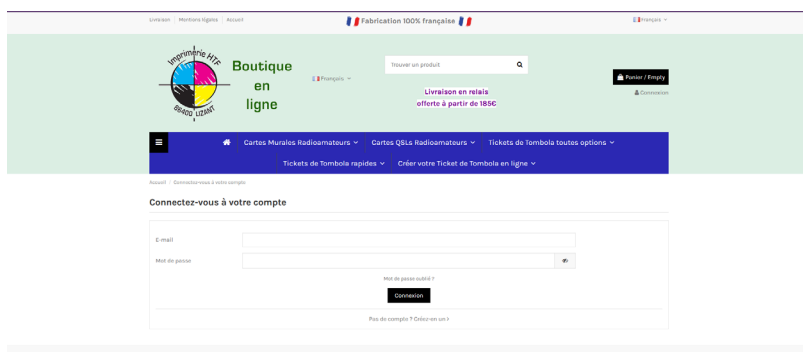 Livraison Mentions légales Accueil
Fabrication 100% française
Français
Imprimerie HTF
86400 LIZANT
Boutique
en
ligne
Français
Trouver un produit
Livraison en relais
offerte à partir de 185€
Panier / Empty
Connexion
Cartes Murales Radioamateurs Cartes QSLs Radioamateurs Tickets de Tombola toutes options
Tickets de Tombola rapides Créer votre Ticket de Tombola en ligne
Accueil Connectez-vous à votre compte
Connectez-vous à votre compte
E-mail
Mot de passe
Mot de passe oublié ?
Connexion
Pas de compte ? Créez-en un >